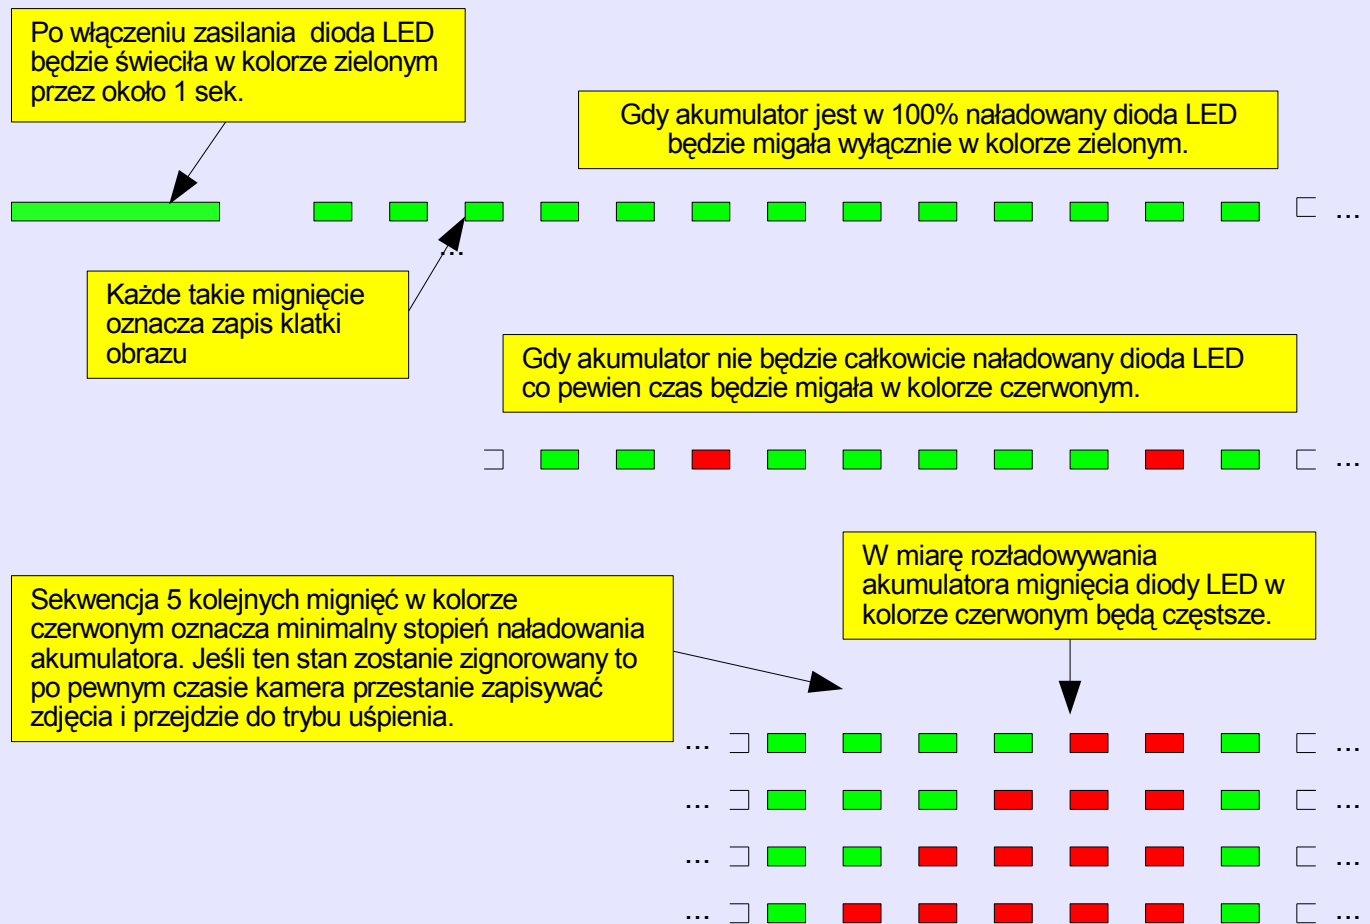 Po włączeniu zasilania dioda LED
będzie świeciła w kolorze zielonym
przez około 1 sek.
Gdy akumulator jest w 100% naładowany dioda LED
będzie migała wyłącznie w kolorze zielonym.
...
...
Każde takie mignięcie
oznacza zapis klatki
obrazu
Gdy akumulator nie będzie całkowicie naładowany dioda LED
co pewien czas będzie migała w kolorze czerwonym.
...
W miarę rozładowywania
akumulatora mignięcia diody LED w
kolorze czerwonym będą częstsze.
Sekwencja 5 kolejnych mignięć w kolorze
czerwonym oznacza minimalny stopień naładowania
akumulatora. Jeśli ten stan zostanie zignorowany to
po pewnym czasie kamera przestanie zapisywać
zdjęcia i przejdzie do trybu uśpienia.
... ...
... ...
... ...
... ...